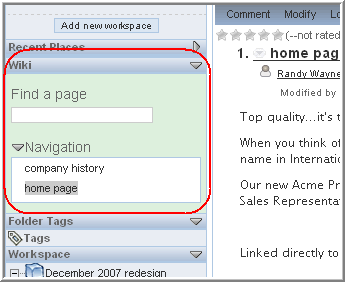 Add new workspace
Recent Places
Wiki
Find a page
Navigation
company history
home page
Folder Tags
Tags
Workspace
December 2007 redesign
Comment Modify
(--not rated
1. home pag
Randy Wayne
Modified by
Top quality...it's t
When you think of
name in Internatio
Our new Acme Pr
Sales Representat
Linked directly to